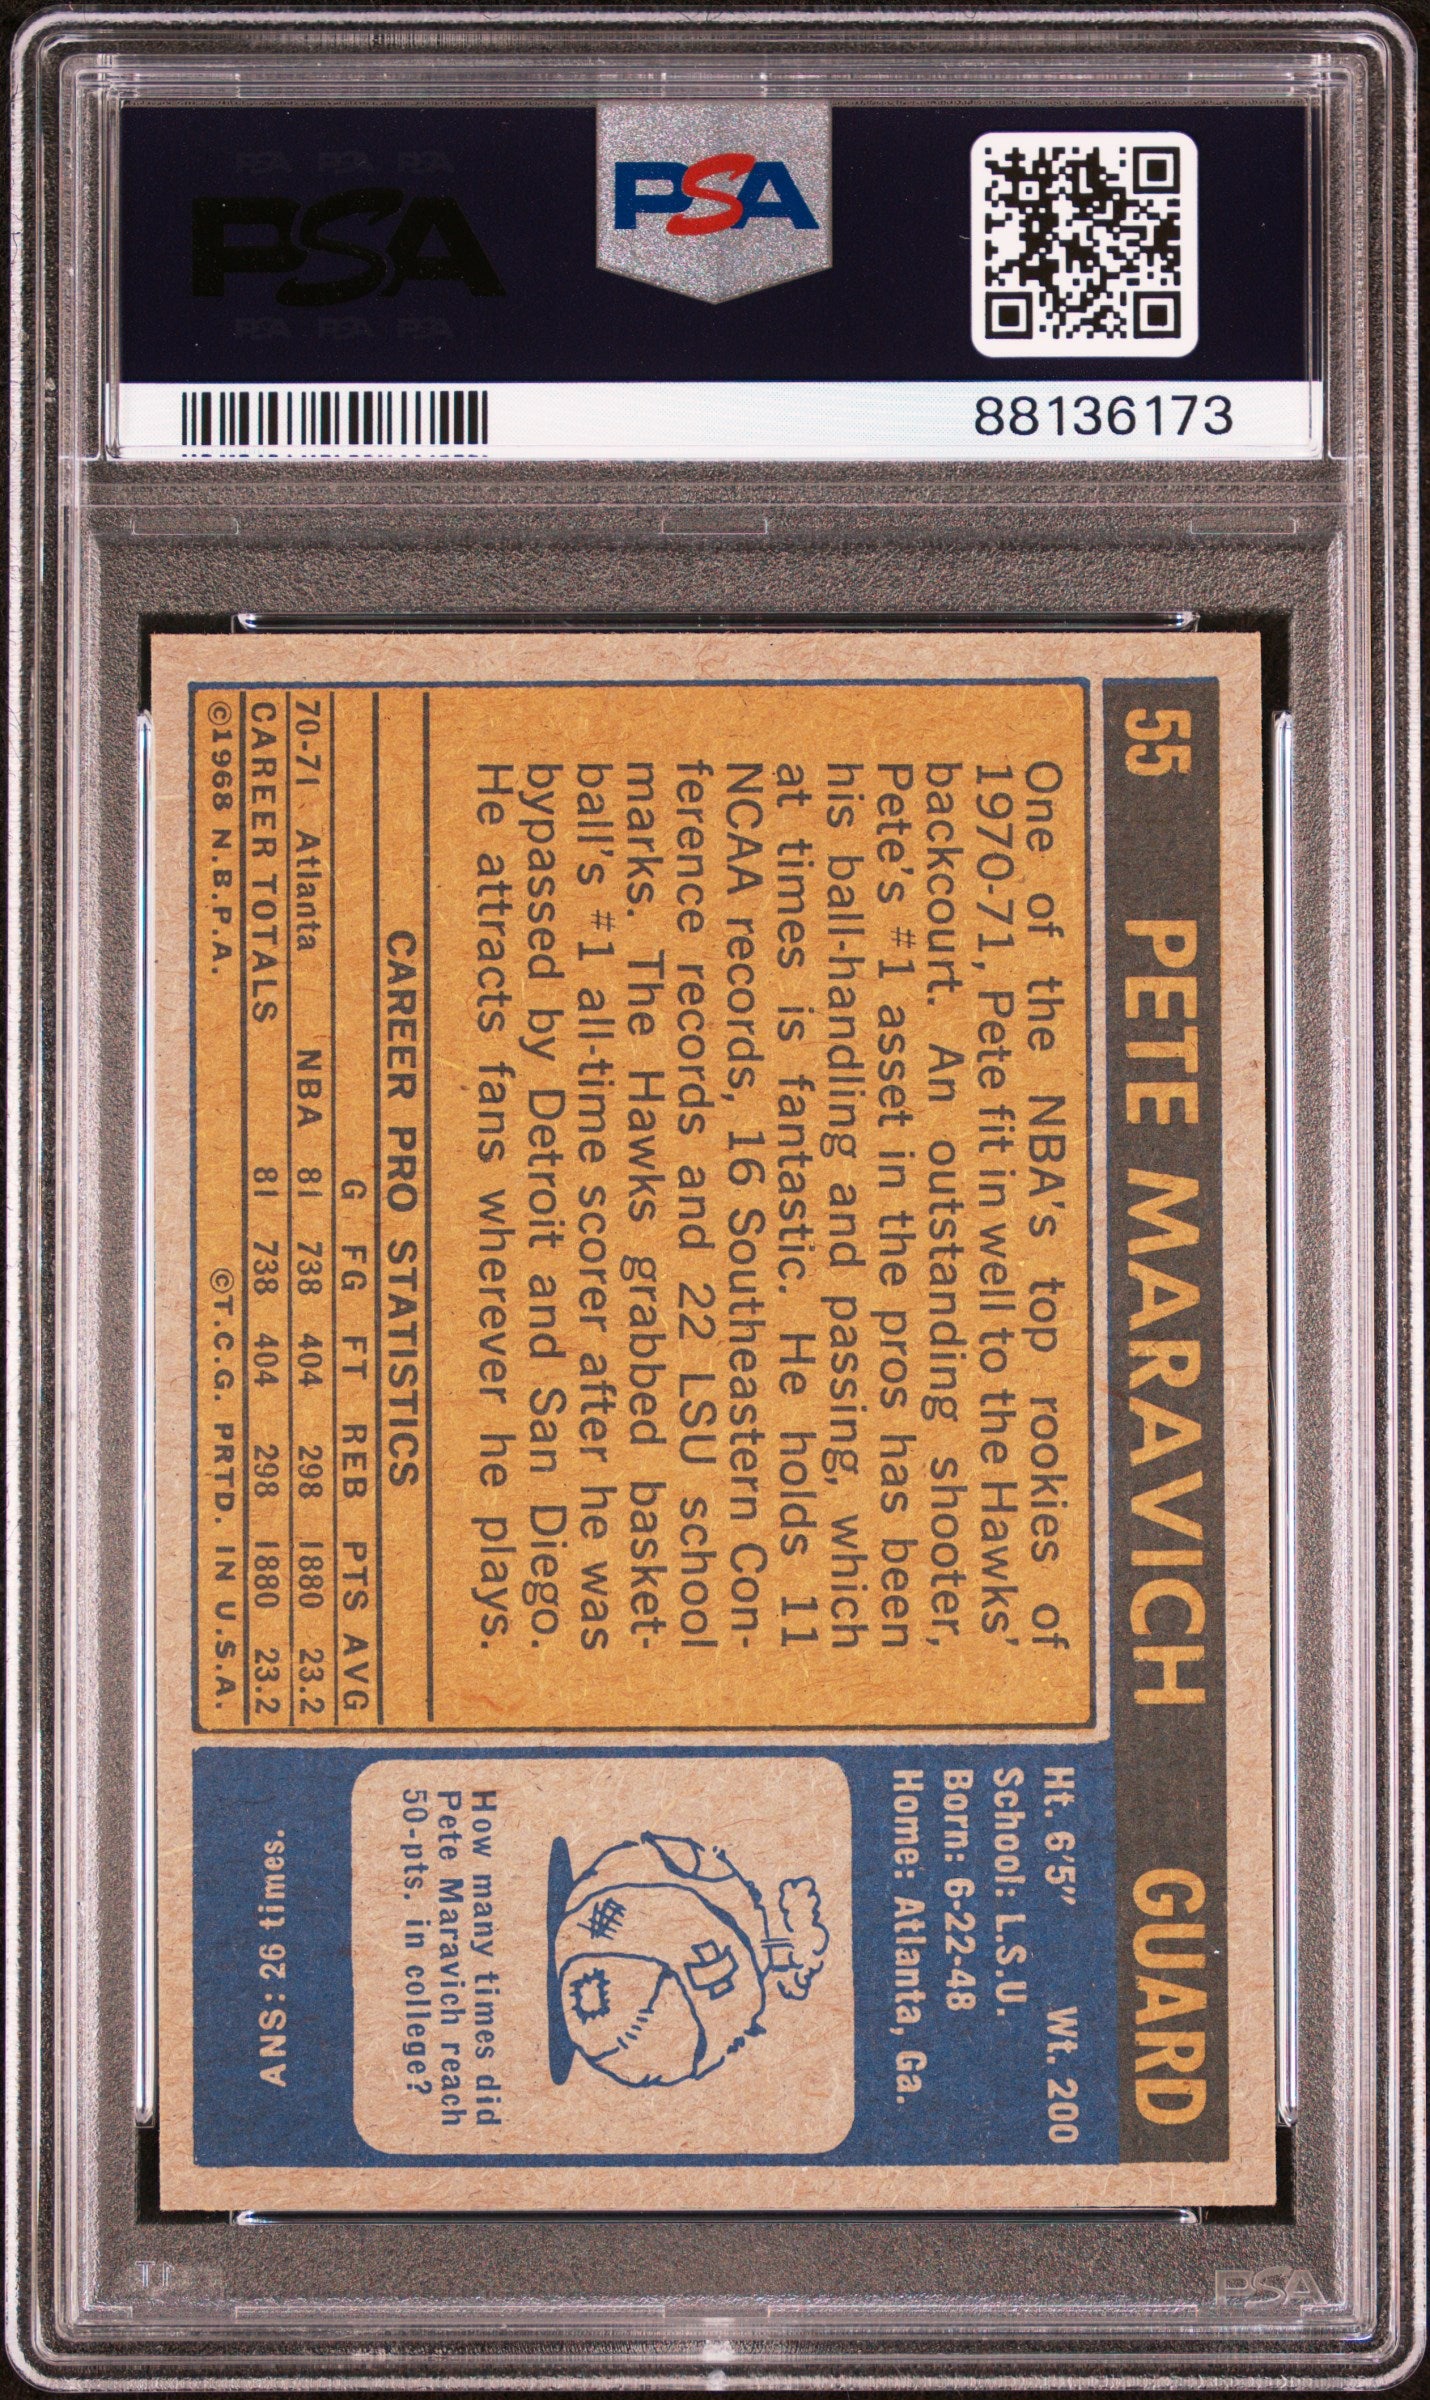 PSA PSA PSA
PSA
PSA PSA PSA
PSA
88136173
55 PETE MARAVICH GUARD
One of the NBA's top rookies of
1970-71, Pete fit in well to the Hawks'
backcourt. An outstanding shooter,
Pete's #1 asset in the pros has been
his ball-handling and passing, which
at times is fantastic. He holds 11
NCAA records, 16 Southeastern Con-
ference records and 22 LSU school
marks. The Hawks grabbed basket-
ball's #1 all-time scorer after he was
bypassed by Detroit and San Diego.
He attracts fans wherever he plays.
CAREER PRO STATISTICS
G FG FT REB PTS AVG
70-71 Atlanta NBA 81 738 404 298 1880 23.2
CAREER TOTALS 81 738 404 298 1880 23.2
©1968 N.B.P.A. ©T.C.G. PRTD. IN U.S.A.
Ht. 6'5" Wt. 200
School: L.S.U.
Born: 6-22-48
Home: Atlanta, Ga.
How many times did
Pete Maravich reach
50-pts. in college?
ANS: 26 times.
PSA